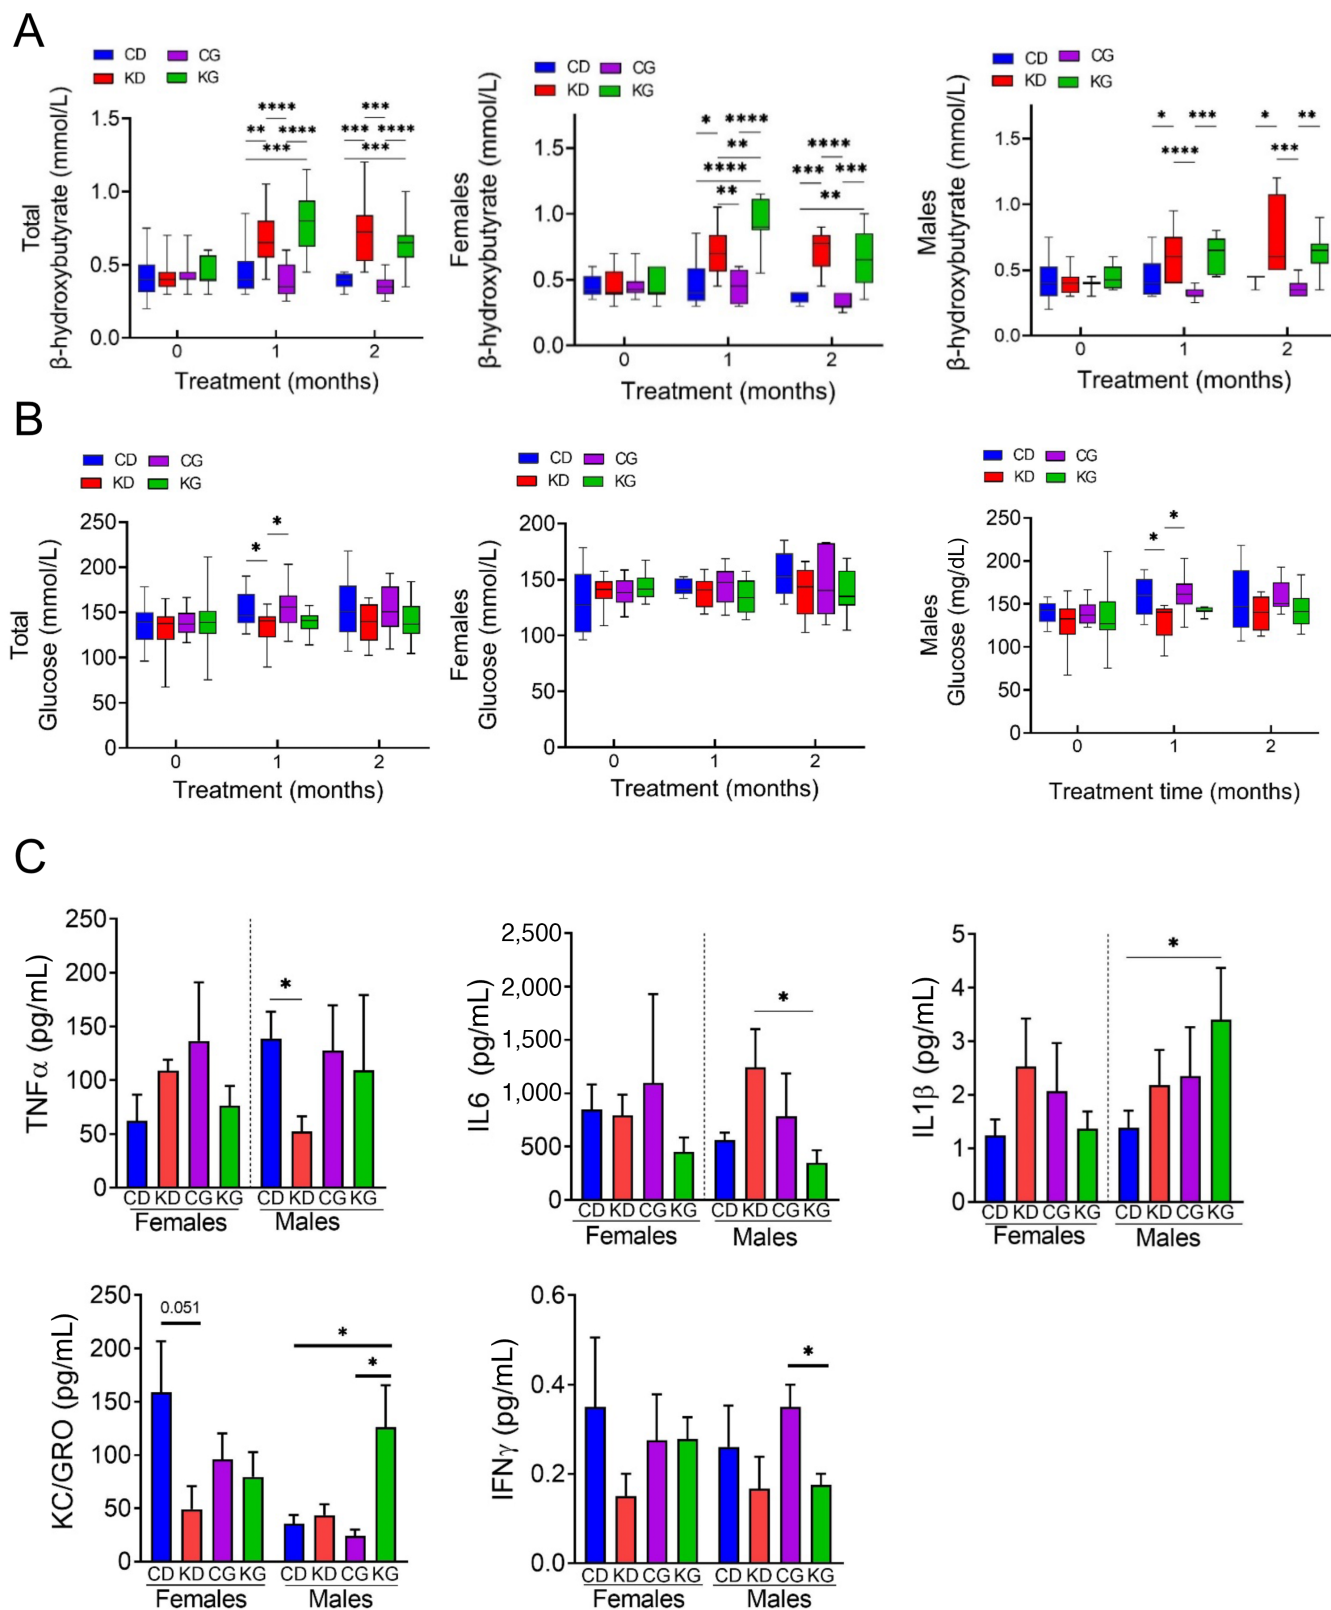 A
CD CG
KD KG
Total
β-hydroxybutyrate (mmol/L)
1.5
1.0
0.5
0.0
**** ***
** **** *** ****
*** ***
0 1 2
Treatment (months)
CD CG
KD KG
Females
β-hydroxybutyrate (mmol/L)
1.5
1.0
0.5
0.0
* ****
** ****
**** *** ***
** **
0 1 2
Treatment (months)
CD CG
KD KG
Males
β-hydroxybutyrate (mmol/L)
1.5
1.0
0.5
0.0
* *** * **
**** ***
0 1 2
Treatment (months)
B
CD CG
KD KG
Total
Glucose (mmol/L)
250
200
150
100
50
0
*
*
0 1 2
Treatment (months)
CD CG
KD KG
Females
Glucose (mmol/L)
200
150
100
50
0
0 1 2
Treatment (months)
CD CG
KD KG
Males
Glucose (mg/dL)
250
200
150
100
50
0
*
*
0 1 2
Treatment time (months)
C
TNFα (pg/mL)
250
200
150
100
50
0
*
CD KD CG KG CD KD CG KG
Females Males
IL6 (pg/mL)
2,500
2,000
1,500
1,000
500
0
*
CD KD CG KG CD KD CG KG
Females Males
IL1β (pg/mL)
5
4
3
2
1
0
*
CD KD CG KG CD KD CG KG
Females Males
KC/GRO (pg/mL)
250
200
150
100
50
0
0.051
*
*
CD KD CG KG CD KD CG KG
Females Males
IFNγ (pg/mL)
0.6
0.4
0.2
0.0
*
CD KD CG KG CD KD CG KG
Females Males